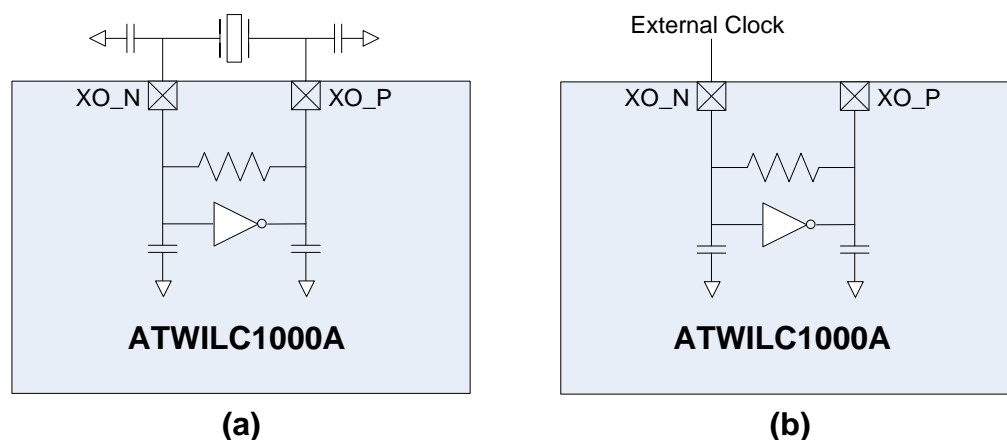 External Clock
XO_N
XO_P
XO_N
XO_P
ATWILC1000A
ATWILC1000A
(a)
(b)